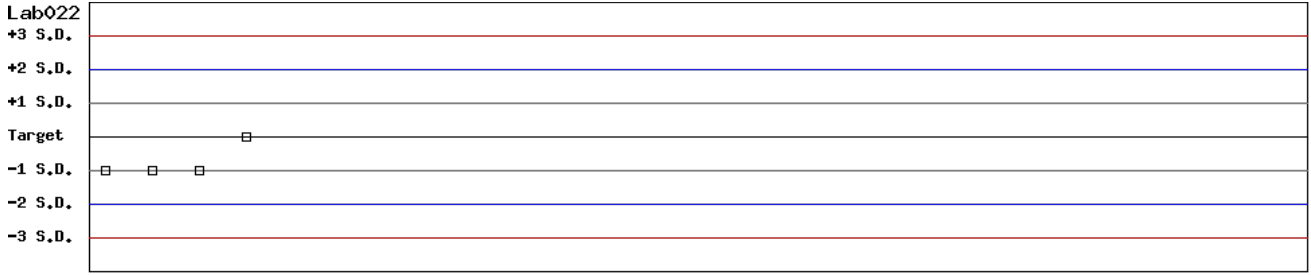 Lab022
+3 S.D.
+2 S.D.
+1 S.D.
Target
-1 S.D.
-2 S.D.
-3 S.D.